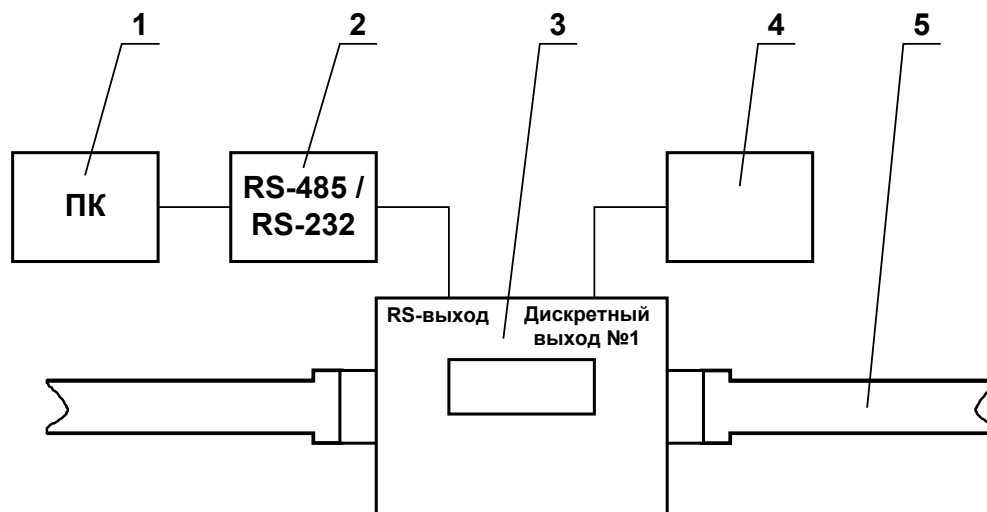 1 2 3 4 5
ПК
RS-485 /
RS-232
RS-выход
Дискретный
выход №1